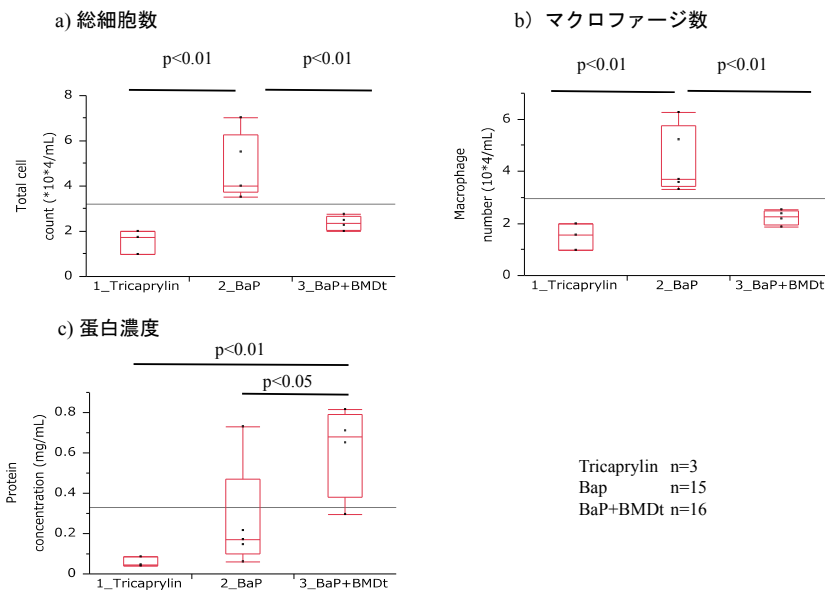 a) 総細胞数
p<0.01 p<0.01
Total cell
count (*10*4/mL)
8
6
4
2
0
1_Tricaprylin 2_BaP 3_BaP+BMDt
b) マクロファージ数
p<0.01 p<0.01
Macrophage
number (10*4/mL)
6
4
2
0
1_Tricaprylin 2_BaP 3_BaP+BMDt
c) 蛋白濃度
p<0.01
p<0.05
Protein
concentration (mg/mL)
0.8
0.6
0.4
0.2
0
1_Tricaprylin 2_BaP 3_BaP+BMDt
Tricaprylin n=3
Bap n=15
BaP+BMDt n=16